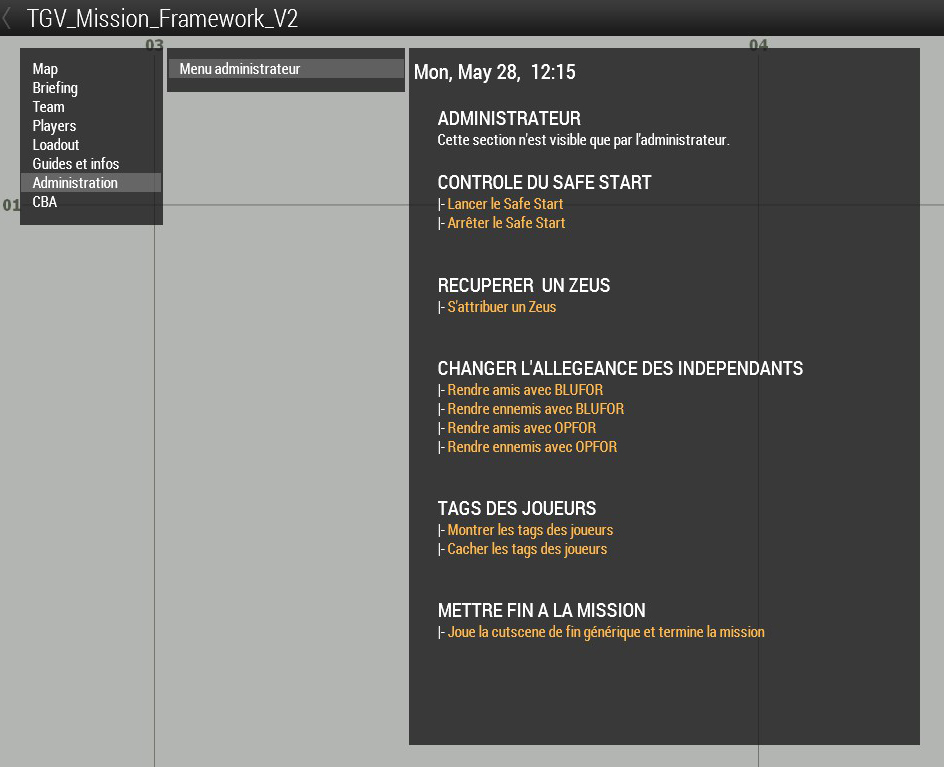 TGV_Mission_Framework_V2
03
04
01
Map
Briefing
Team
Players
Loadout
Guides et infos
Administration
CBA
Menu administrateur
Mon, May 28, 12:15
ADMINISTRATEUR
Cette section n'est visible que par l'administrateur.
CONTROLE DU SAFE START
|- Lancer le Safe Start
|- Arrêter le Safe Start
RECUPERER UN ZEUS
|- S'attribuer un Zeus
CHANGER L'ALLEGEANCE DES INDEPENDANTS
|- Rendre amis avec BLUFOR
|- Rendre ennemis avec BLUFOR
|- Rendre amis avec OPFOR
|- Rendre ennemis avec OPFOR
TAGS DES JOUEURS
|- Montrer les tags des joueurs
|- Cacher les tags des joueurs
METTRE FIN A LA MISSION
|- Joue la cutscene de fin générique et termine la mission